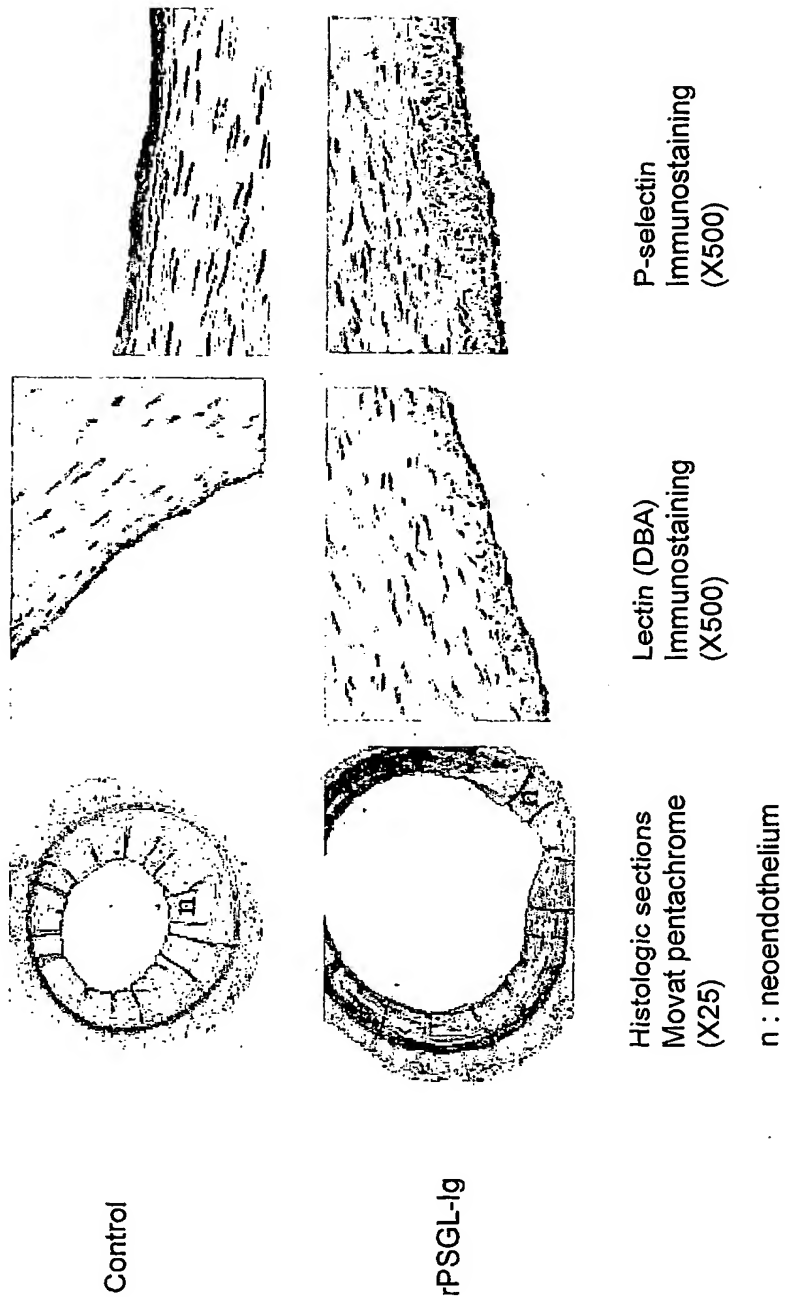 Control
n
rPSGL-Ig
n
Histologic sections
Movat pentachrome
(X25)
Lectin (DBA)
Immunostaining
(X500)
P-selectin
Immunostaining
(X500)
n : neoendothelium